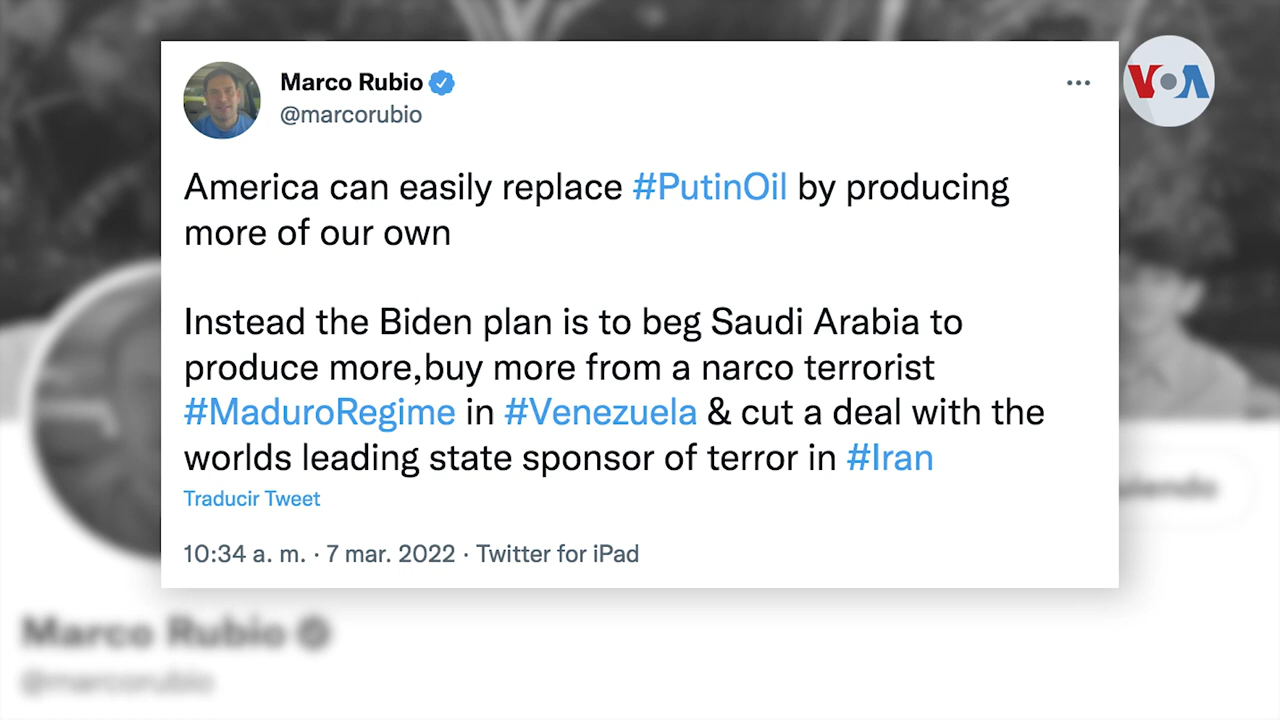 VOA
Marco Rubio
@marcorubio
America can easily replace #PutinOil by producing
more of our own
Instead the Biden plan is to beg Saudi Arabia to
produce more,buy more from a narco terrorist
#MaduroRegime in #Venezuela & cut a deal with the
worlds leading state sponsor of terror in #Iran
Traducir Tweet
10:34 a. m. · 7 mar. 2022 · Twitter for iPad
Marco Rubio
@marcorubio